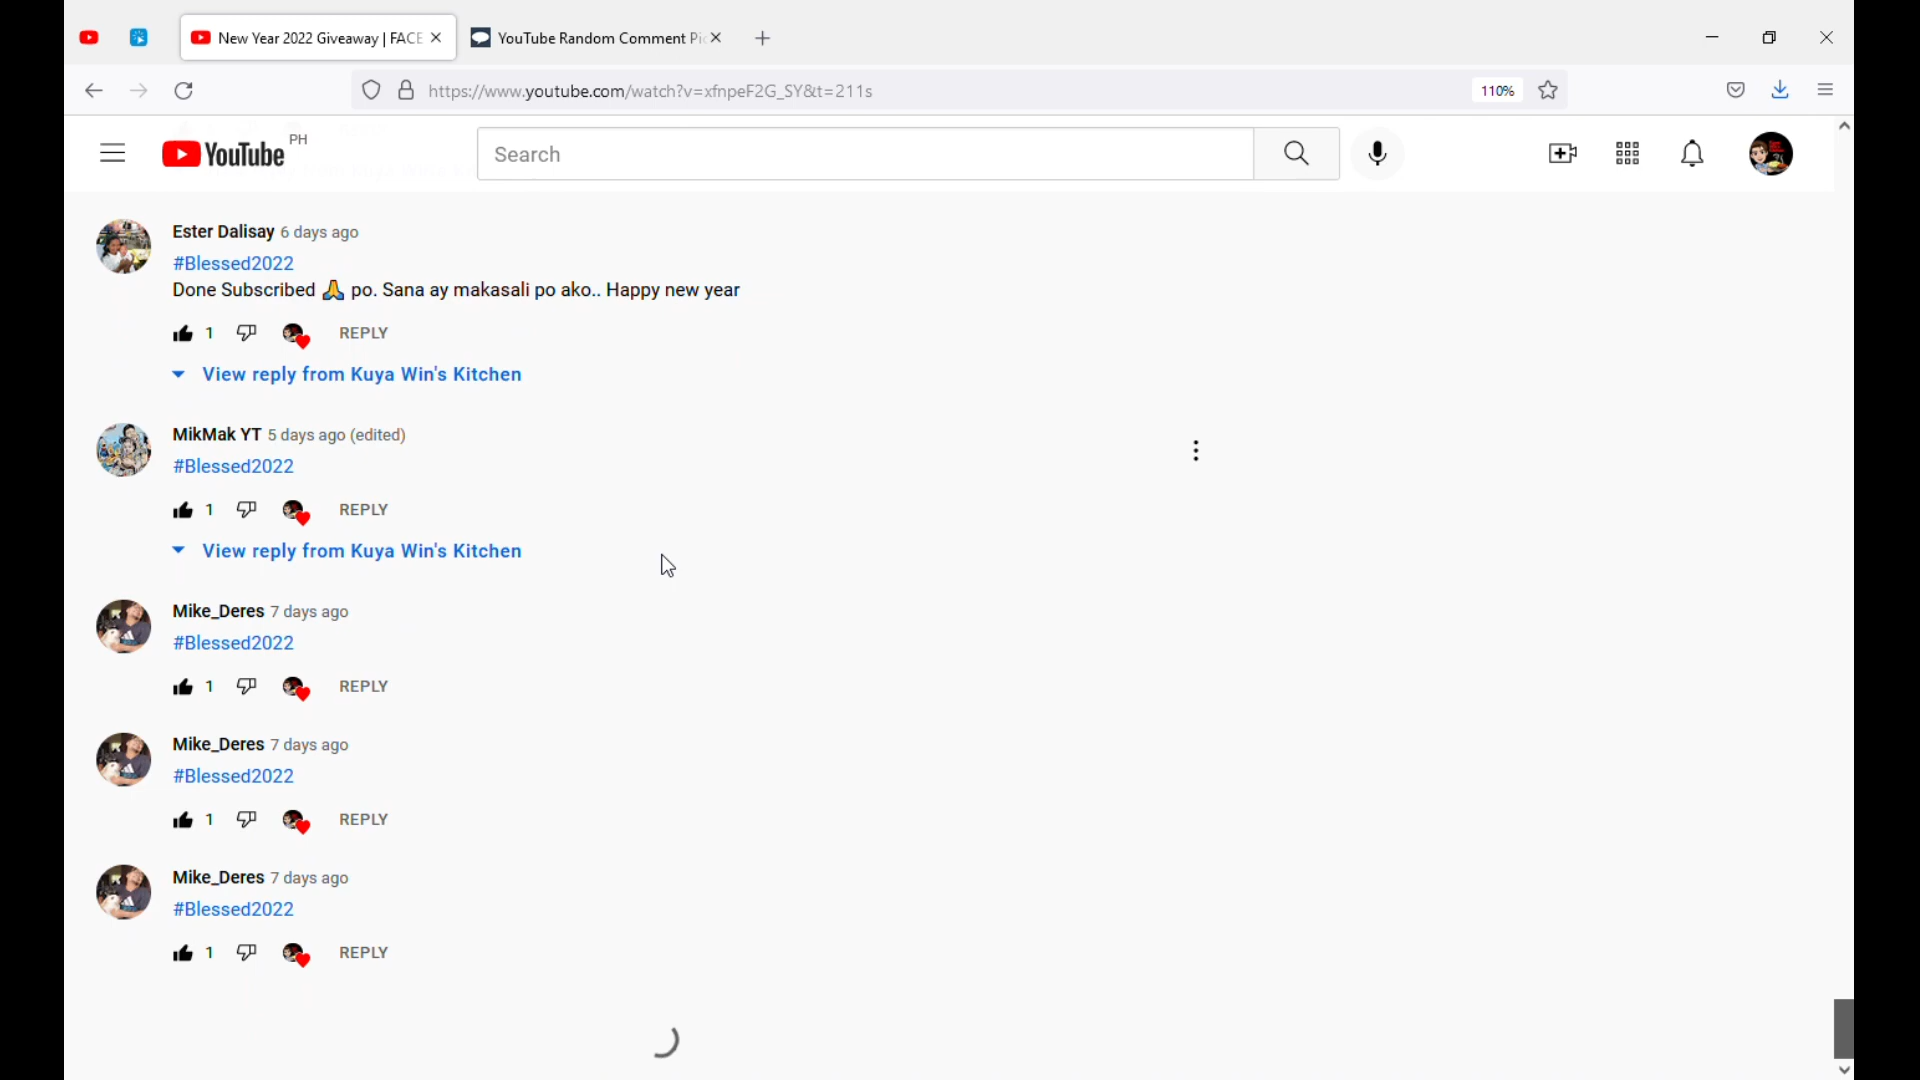 New Year 2022 Giveaway | FACE
YouTube Random Comment Pic
https://www.youtube.com/watch?v=xfnpeF2G_SY&t=211s
110%
YouTube PH
Search
Ester Dalisay 6 days ago
#Blessed2022
Done Subscribed 🙏 po. Sana ay makasali po ako.. Happy new year
1 REPLY
View reply from Kuya Win's Kitchen
MikMak YT 5 days ago (edited)
#Blessed2022
1 REPLY
View reply from Kuya Win's Kitchen
Mike_Deres 7 days ago
#Blessed2022
1 REPLY
Mike_Deres 7 days ago
#Blessed2022
1 REPLY
Mike_Deres 7 days ago
#Blessed2022
1 REPLY